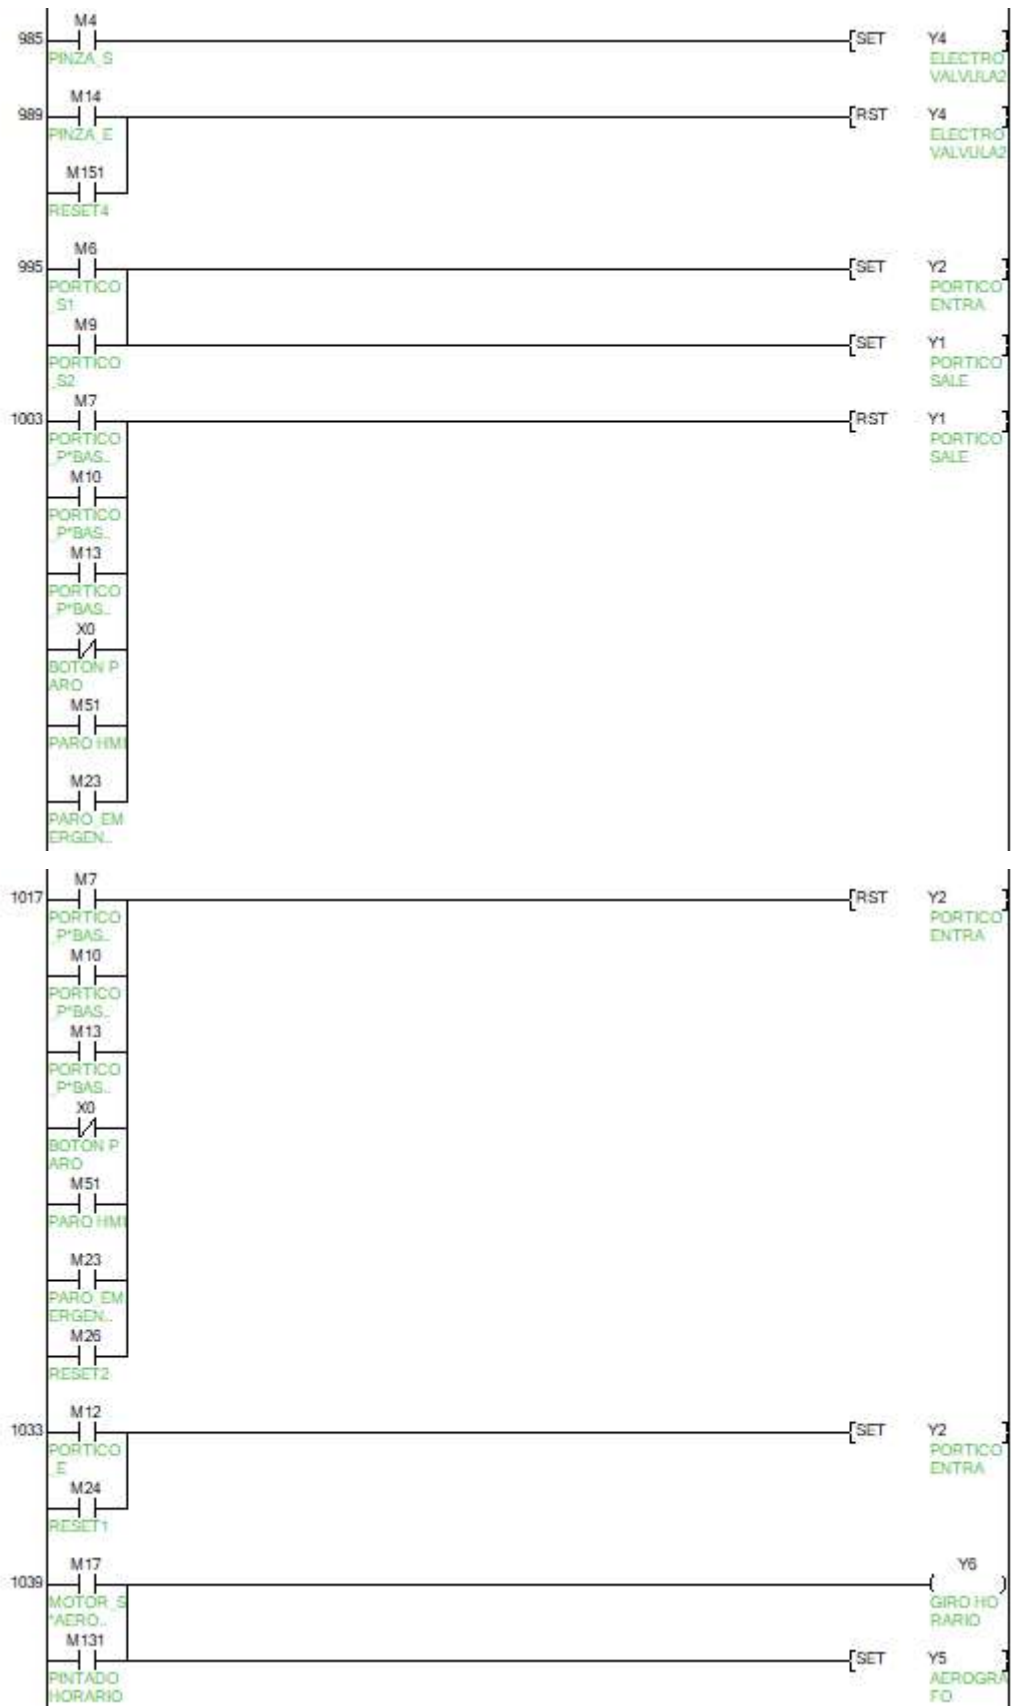 M4
985 [SET Y4 ]
PINZA_S ELECTRO
VALVULA2
M14
989 [RST Y4 ]
PINZA_E ELECTRO
VALVULA2
M151
RESET4
M6
995 [SET Y2 ]
PORTICO PORTICO
_S1 ENTRA
M9
[SET Y1 ]
PORTICO PORTICO
_S2 SALE
M7
1003 [RST Y1 ]
PORTICO PORTICO
_P*BAS.. SALE
M10
PORTICO
_P*BAS..
M13
PORTICO
_P*BAS..
X0
BOTON P
ARO
M51
PARO HMI
M23
PARO_EM
ERGEN..
M7
1017 [RST Y2 ]
PORTICO PORTICO
_P*BAS.. ENTRA
M10
PORTICO
_P*BAS..
M13
PORTICO
_P*BAS..
X0
BOTON P
ARO
M51
PARO HMI
M23
PARO_EM
ERGEN..
M26
RESET2
M12
1033 [SET Y2 ]
PORTICO PORTICO
_E ENTRA
M24
RESET1
M17 Y6
1039 ( )
MOTOR_S GIRO HO
*AERO.. RARIO
M131
[SET Y5 ]
PINTADO AEROGRA
HORARIO FO